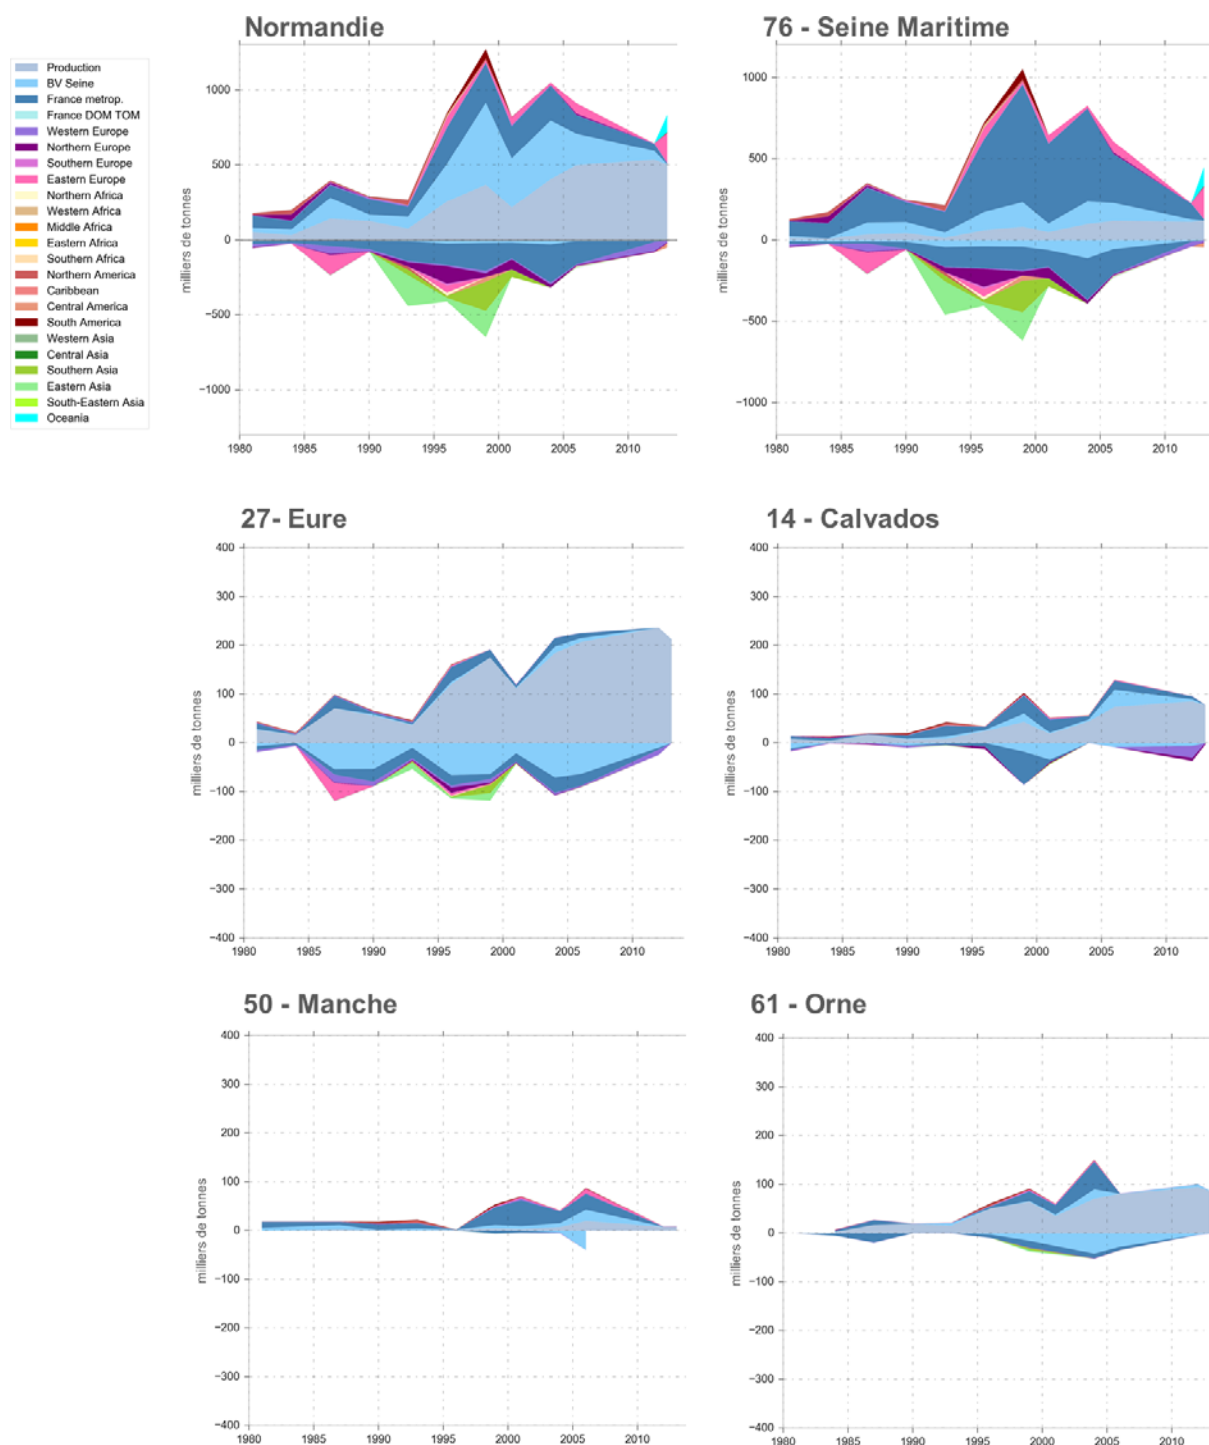 Normandie
76 - Seine Maritime
Production
BV Seine
France metrop.
France DOM TOM
Western Europe
Northern Europe
Southern Europe
Eastern Europe
Northern Africa
Western Africa
Middle Africa
Eastern Africa
Southern Africa
Northern America
Caribbean
Central America
South America
Western Asia
Central Asia
Southern Asia
Eastern Asia
South-Eastern Asia
Oceania
milliers de tonnes
1000
500
0
−500
−1000
1980 1985 1990 1995 2000 2005 2010
milliers de tonnes
1000
500
0
−500
−1000
1980 1985 1990 1995 2000 2005 2010
27- Eure
14 - Calvados
milliers de tonnes
400
300
200
100
0
−100
−200
−300
−400
1980 1985 1990 1995 2000 2005 2010
milliers de tonnes
400
300
200
100
0
−100
−200
−300
−400
1980 1985 1990 1995 2000 2005 2010
50 - Manche
61 - Orne
milliers de tonnes
400
300
200
100
0
−100
−200
−300
−400
1980 1985 1990 1995 2000 2005 2010
milliers de tonnes
400
300
200
100
0
−100
−200
−300
−400
1980 1985 1990 1995 2000 2005 2010